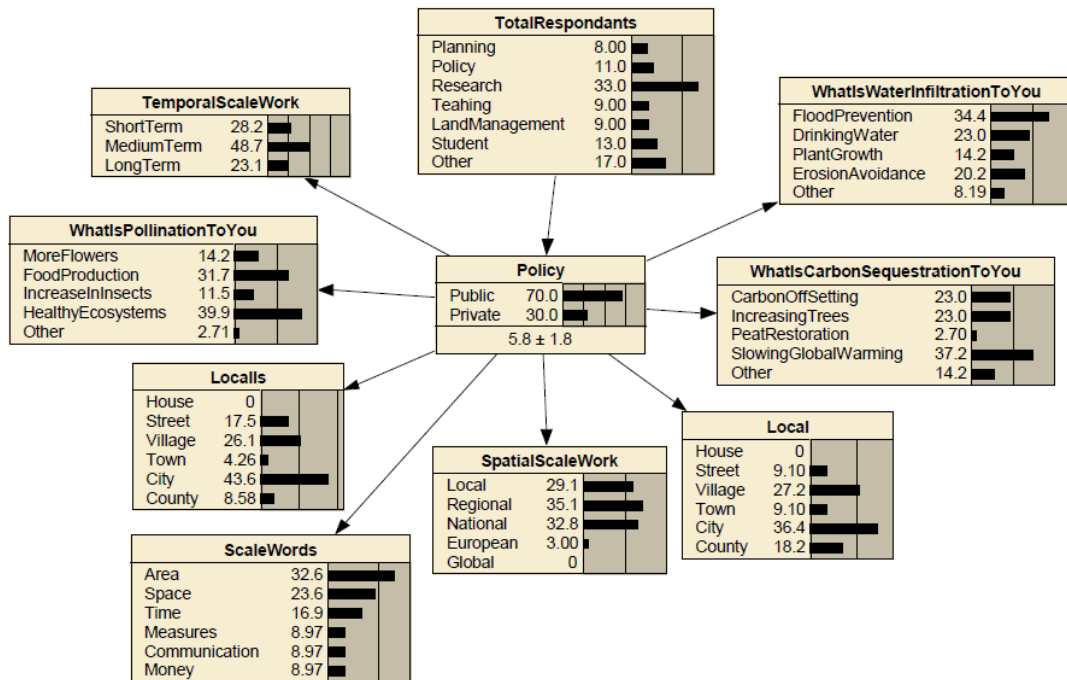 TotalRespondants
Planning 8.00
Policy 11.0
Research 33.0
Teahing 9.00
LandManagement 9.00
Student 13.0
Other 17.0
TemporalScaleWork
ShortTerm 28.2
MediumTerm 48.7
LongTerm 23.1
WhatIsWaterInfiltrationToYou
FloodPrevention 34.4
DrinkingWater 23.0
PlantGrowth 14.2
ErosionAvoidance 20.2
Other 8.19
WhatIsPollinationToYou
MoreFlowers 14.2
FoodProduction 31.7
IncreaseInInsects 11.5
HealthyEcosystems 39.9
Other 2.71
Policy
Public 70.0
Private 30.0
5.8 ± 1.8
WhatIsCarbonSequestrationToYou
CarbonOffSetting 23.0
IncreasingTrees 23.0
PeatRestoration 2.70
SlowingGlobalWarming 37.2
Other 14.2
LocalIs
House 0
Street 17.5
Village 26.1
Town 4.26
City 43.6
County 8.58
SpatialScaleWork
Local 29.1
Regional 35.1
National 32.8
European 3.00
Global 0
Local
House 0
Street 9.10
Village 27.2
Town 9.10
City 36.4
County 18.2
ScaleWords
Area 32.6
Space 23.6
Time 16.9
Measures 8.97
Communication 8.97
Money 8.97